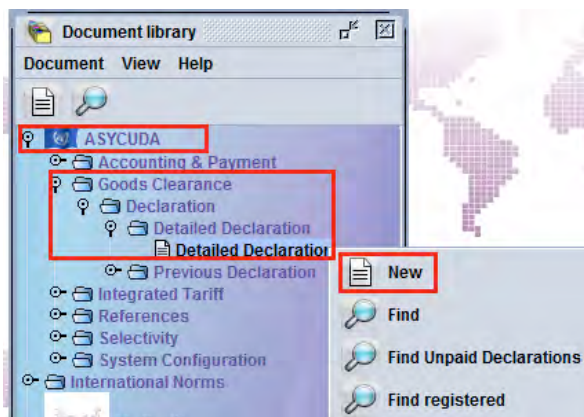 Document library
Document View Help
ASYCUDA
Accounting & Payment
Goods Clearance
Declaration
Detailed Declaration
Detailed Declaration
Previous Declaration
Integrated Tariff
References
Selectivity
System Configuration
International Norms
New
Find
Find Unpaid Declarations
Find registered